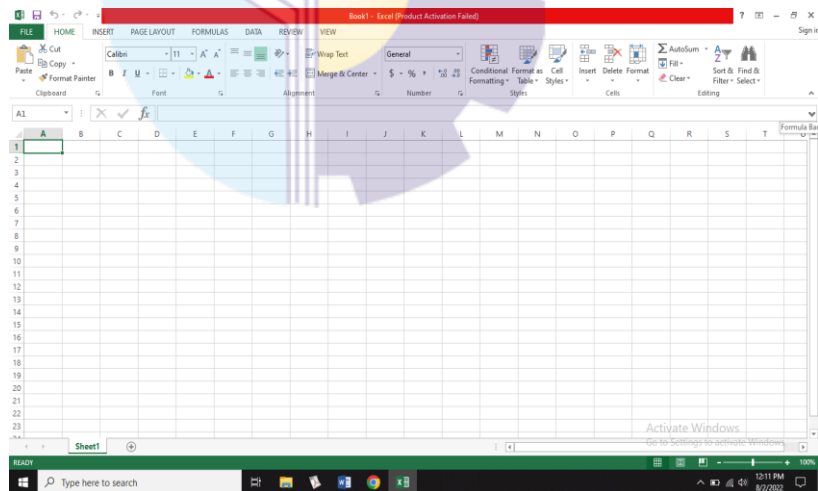 Book1 - Excel (Product Activation Failed)
FILE HOME INSERT PAGE LAYOUT FORMULAS DATA REVIEW VIEW Sign in
Cut
Copy
Format Painter
Paste
Clipboard
Calibri 11
B I U
Font
Wrap Text
Merge & Center
Alignment
General
$ % ,
Number
Conditional Formatting
Format as Table
Cell Styles
Styles
Insert Delete Format
Cells
AutoSum
Fill
Clear
Sort & Filter
Find & Select
Editing
A1 fx
Formula Bar
A B C D E F G H I J K L M N O P Q R S T U
1
2
3
4
5
6
7
8
9
10
11
12
13
14
15
16
17
18
19
20
21
22
23
Activate Windows
Go to Settings to activate Windows.
Sheet1
READY 100%
Type here to search
12:11 PM
8/2/2022